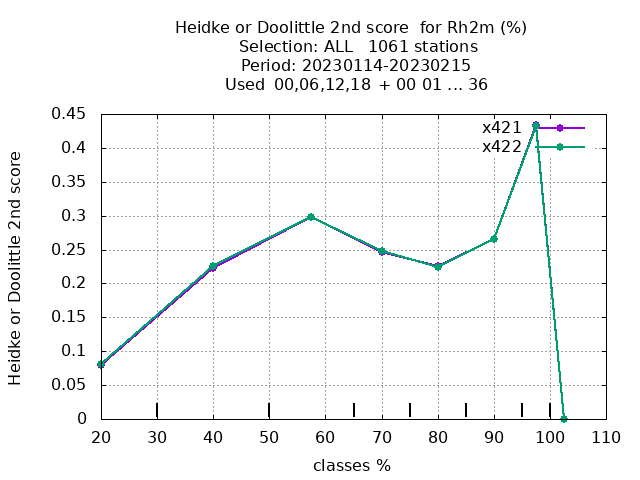 Heidke or Doolittle 2nd score  for Rh2m (%)
Selection: ALL   1061 stations
Period: 20230114-20230215
Used  00,06,12,18  + 00 01 ... 36
Heidke or Doolittle 2nd score
0.45
0.4
0.35
0.3
0.25
0.2
0.15
0.1
0.05
0
x421
x422
20 30 40 50 60 70 80 90 100 110
classes %